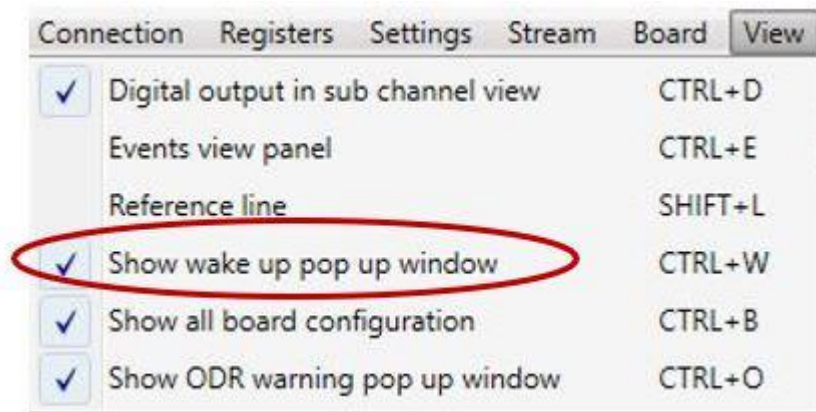 Connection Registers Settings Stream Board View
Digital output in sub channel view CTRL+D
Events view panel CTRL+E
Reference line SHIFT+L
Show wake up pop up window CTRL+W
Show all board configuration CTRL+B
Show ODR warning pop up window CTRL+O